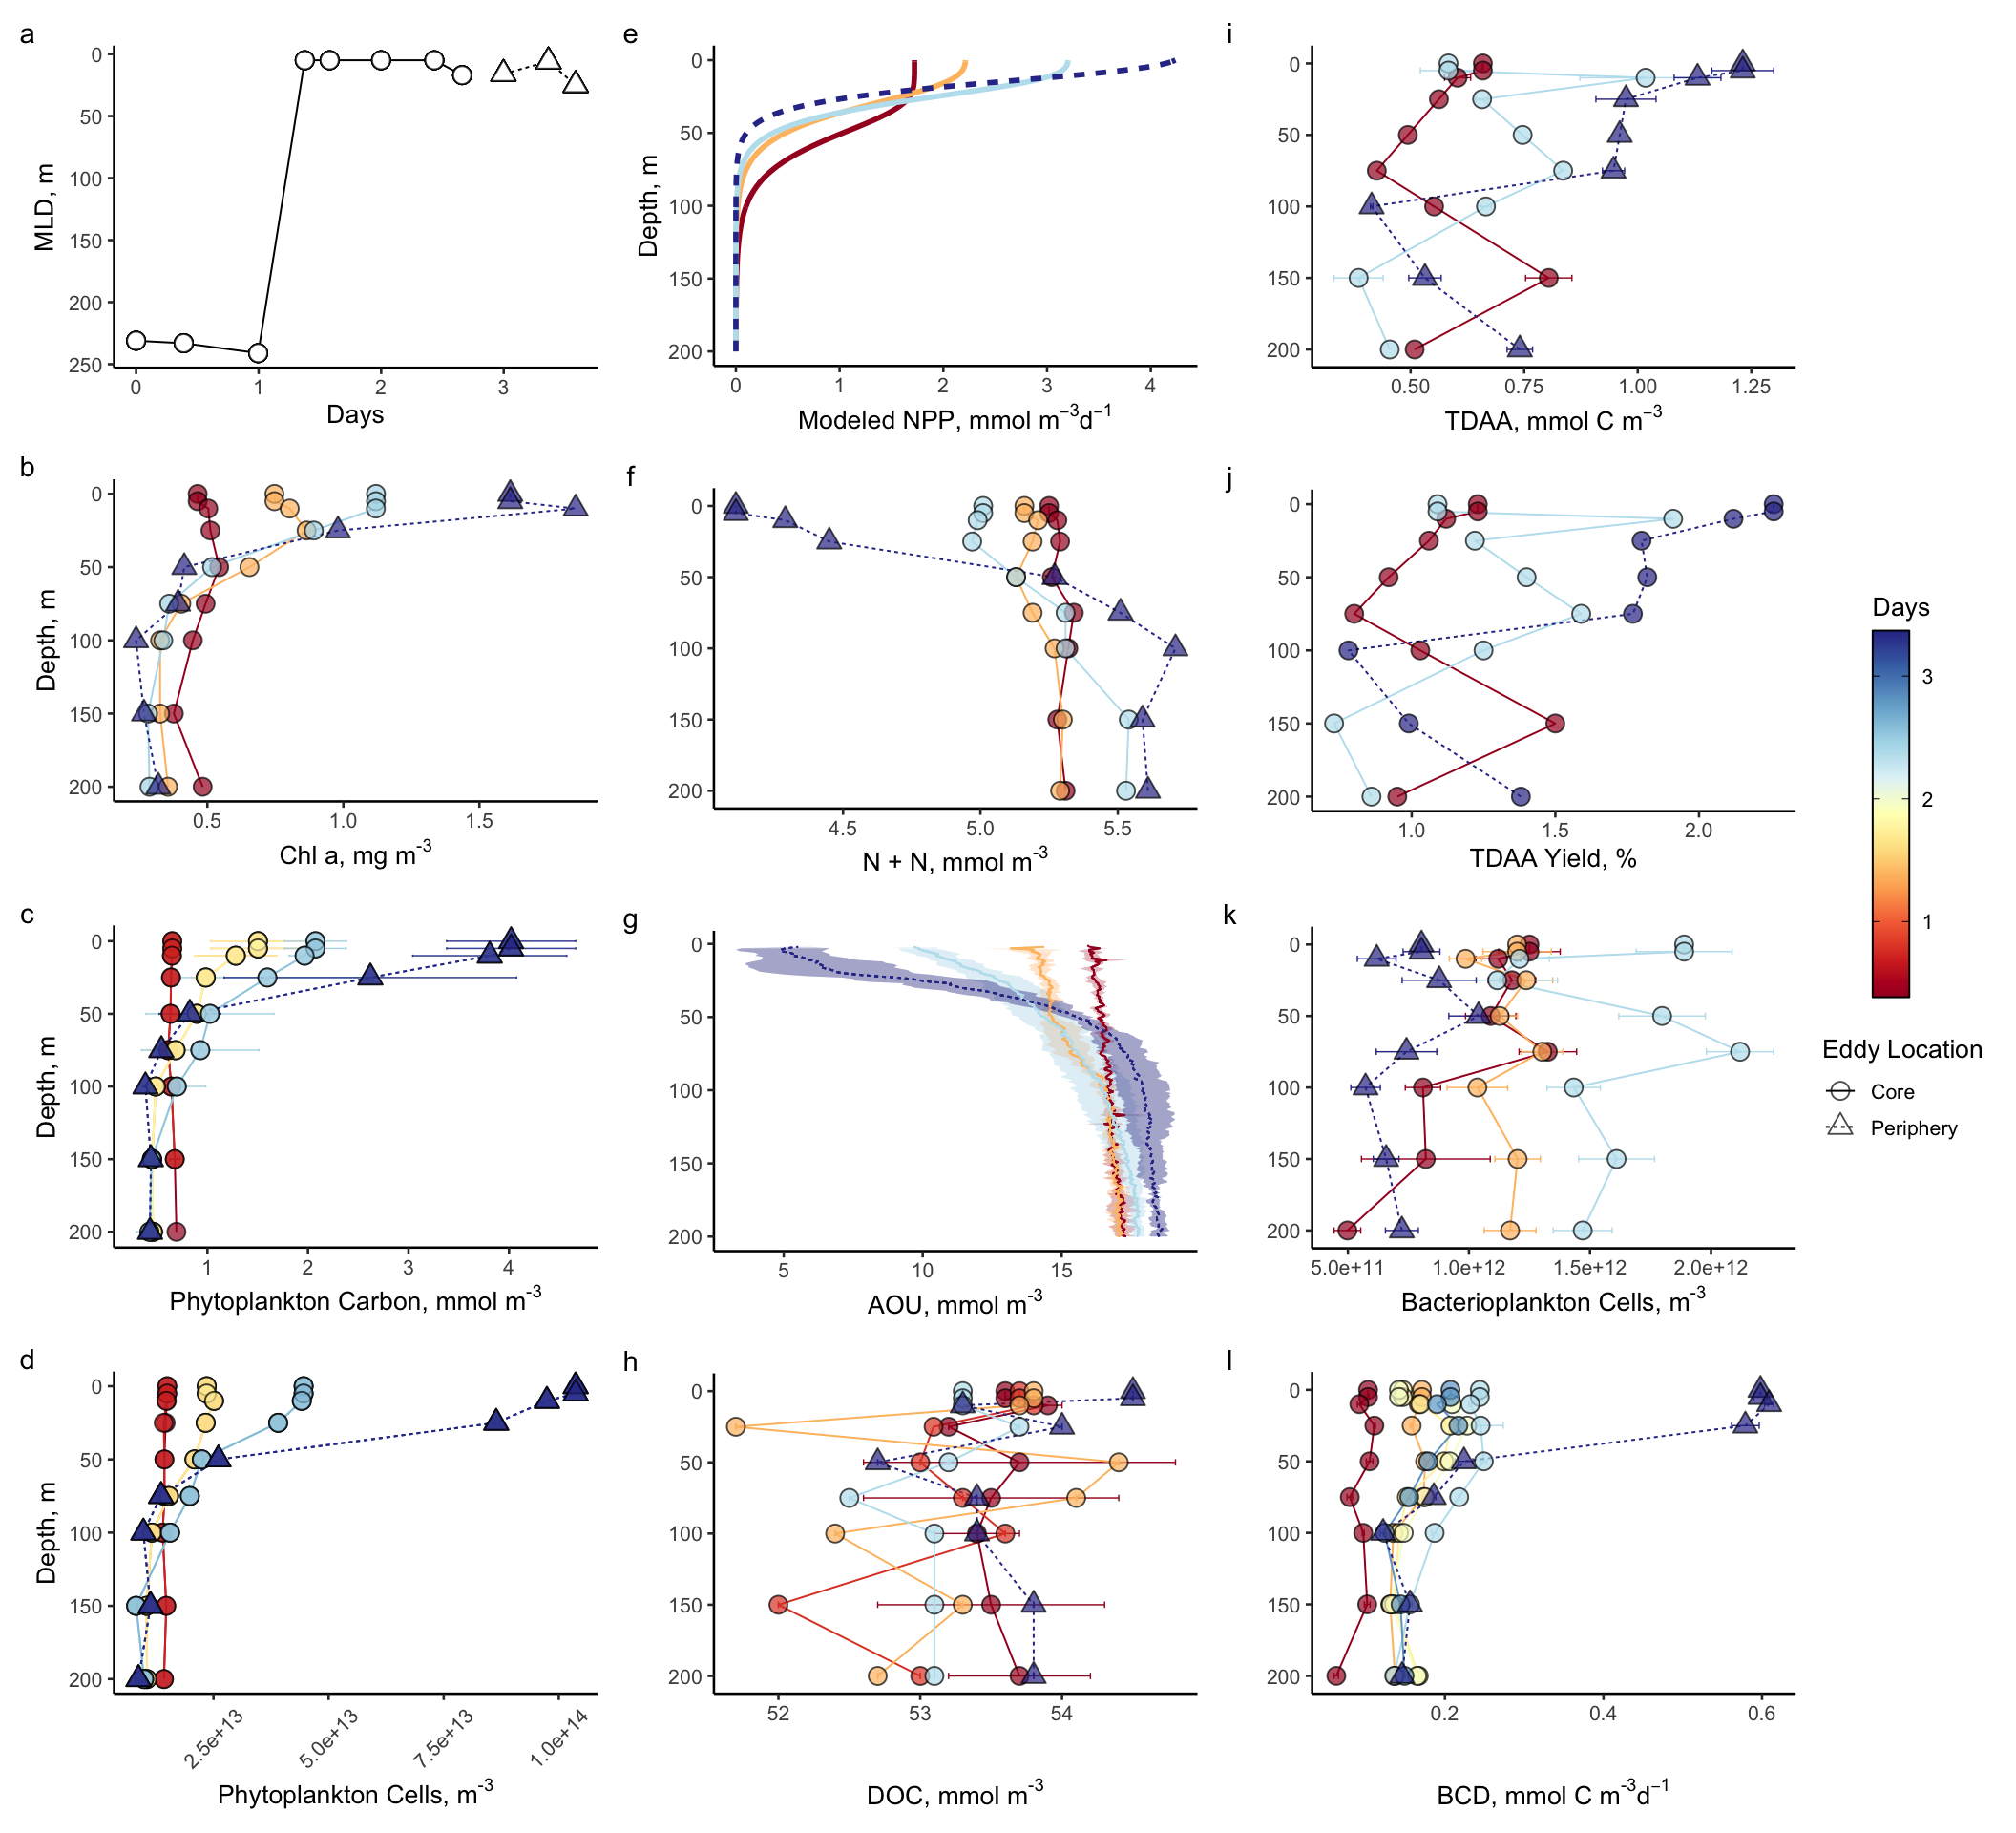 a
0
50
100
150
200
250
MLD, m
0 1 2 3
Days
e
0
50
100
150
200
Depth, m
0 1 2 3 4
Modeled NPP, mmol m⁻³d⁻¹
i
0
50
100
150
200
0.50 0.75 1.00 1.25
TDAA, mmol C m⁻³
b
0
50
100
150
200
Depth, m
0.5 1.0 1.5
Chl a, mg m⁻³
f
0
50
100
150
200
4.5 5.0 5.5
N + N, mmol m⁻³
j
0
50
100
150
200
1.0 1.5 2.0
TDAA Yield, %
c
0
50
100
150
200
Depth, m
1 2 3 4
Phytoplankton Carbon, mmol m⁻³
g
0
50
100
150
200
5 10 15
AOU, mmol m⁻³
k
0
50
100
150
200
5.0e+11 1.0e+12 1.5e+12 2.0e+12
Bacterioplankton Cells, m⁻³
d
0
50
100
150
200
Depth, m
2.5e+13 5.0e+13 7.5e+13 1.0e+14
Phytoplankton Cells, m⁻³
h
0
50
100
150
200
52 53 54
DOC, mmol m⁻³
l
0
50
100
150
200
0.2 0.4 0.6
BCD, mmol C m⁻³d⁻¹
Days
3
2
1
Eddy Location
Core
Periphery